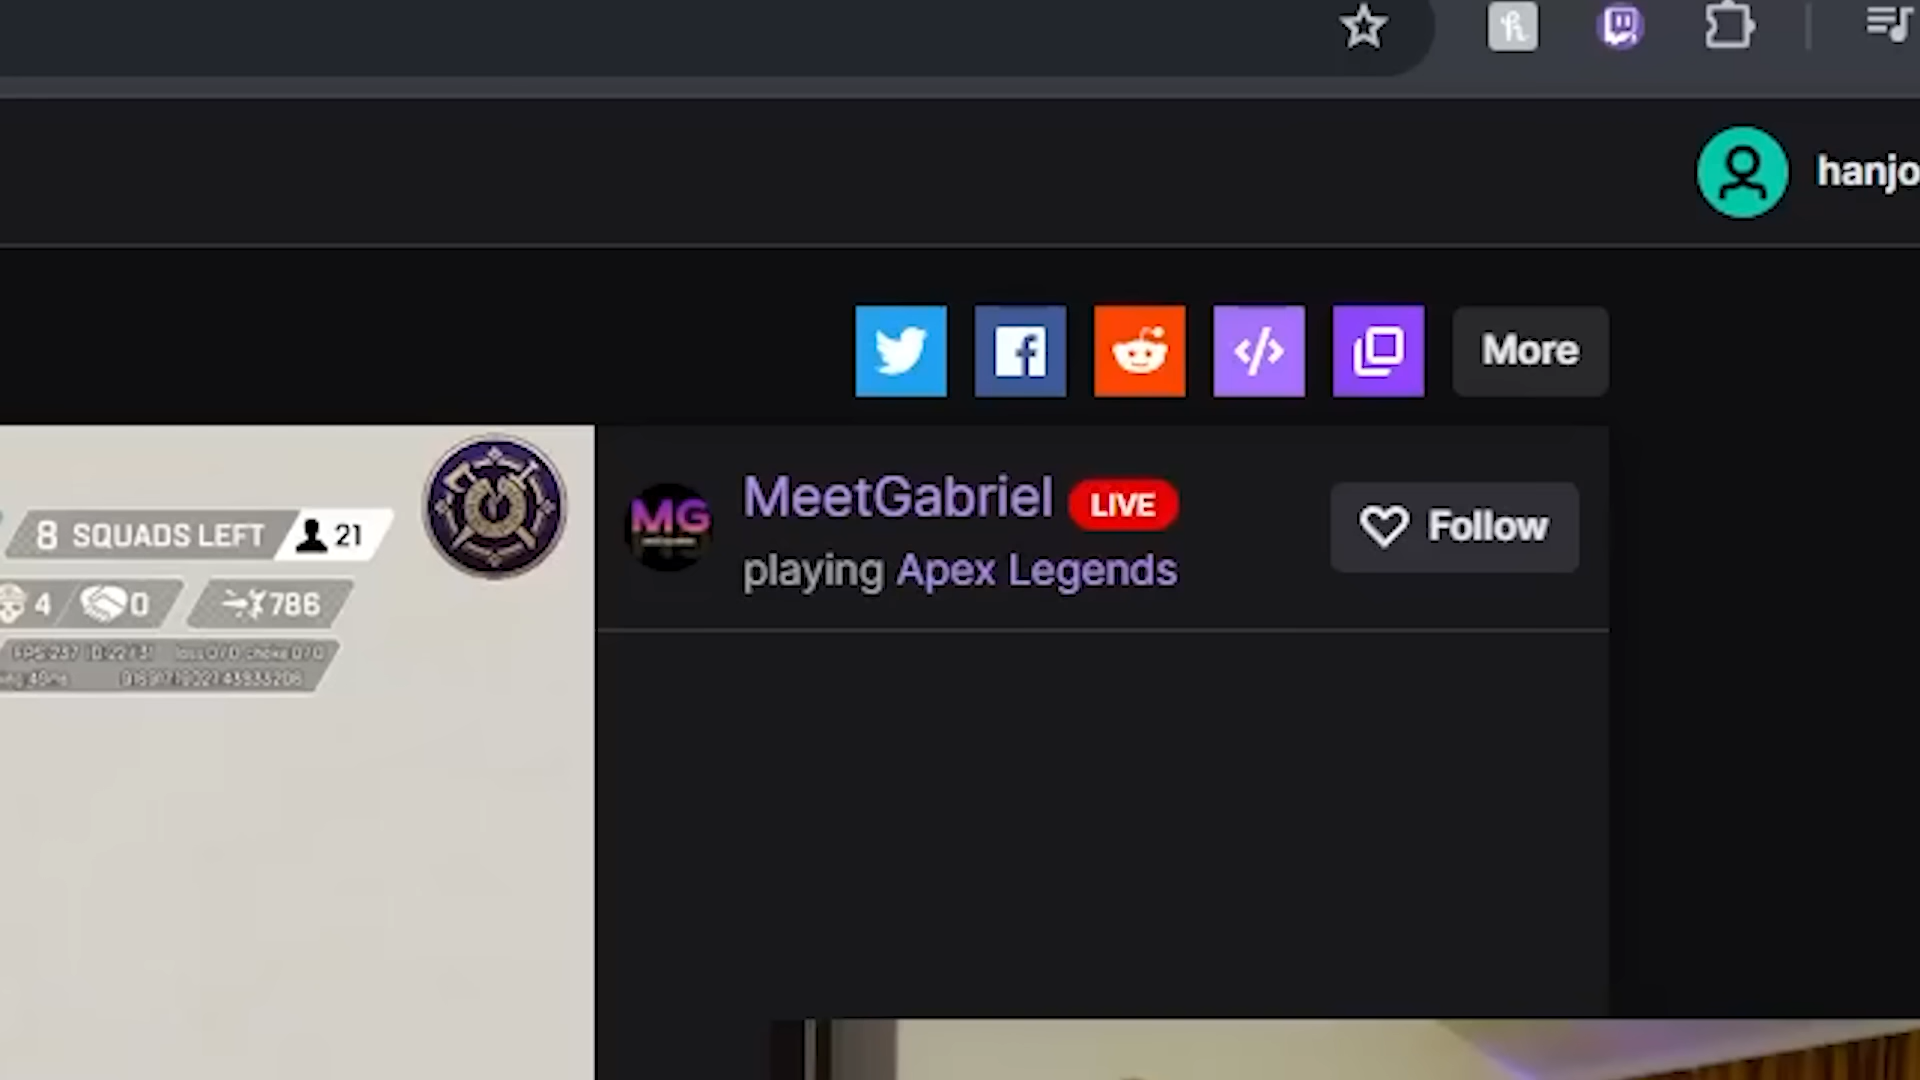 hanjo
More
MeetGabriel LIVE
playing Apex Legends
Follow
MG
8 SQUADS LEFT 21
4 0 786